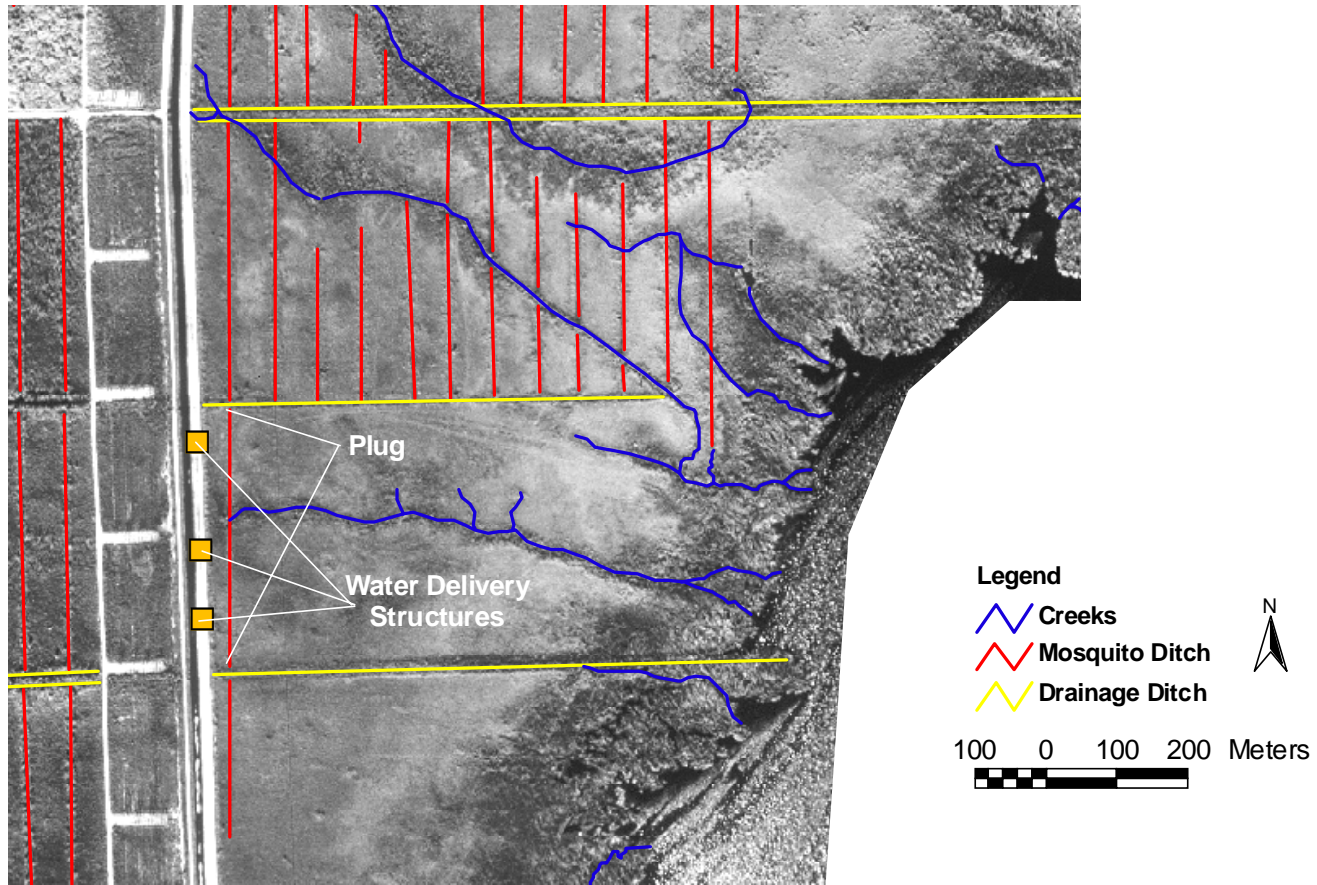 Plug
Water Delivery
Structures
Legend
Creeks
Mosquito Ditch
Drainage Ditch
N
100 0 100 200 Meters